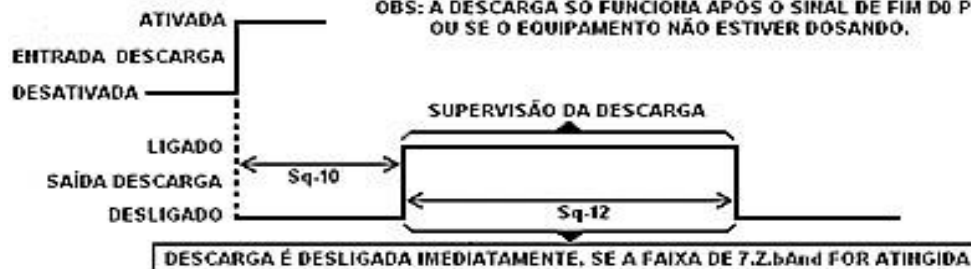 OBS: A DESCARGA SÓ FUNCIONA APÓS O SINAL DE FIM DO P
OU SE O EQUIPAMENTO NÃO ESTIVER DOSANDO.
ATIVADA
ENTRADA DESCARGA
DESATIVADA
SUPERVISÃO DA DESCARGA
LIGADO
Sq-10
SAÍDA DESCARGA
Sq-12
DESLIGADO
DESCARGA É DESLIGADA IMEDIATAMENTE, SE A FAIXA DE 7.Z.bAnd FOR ATINGIDA